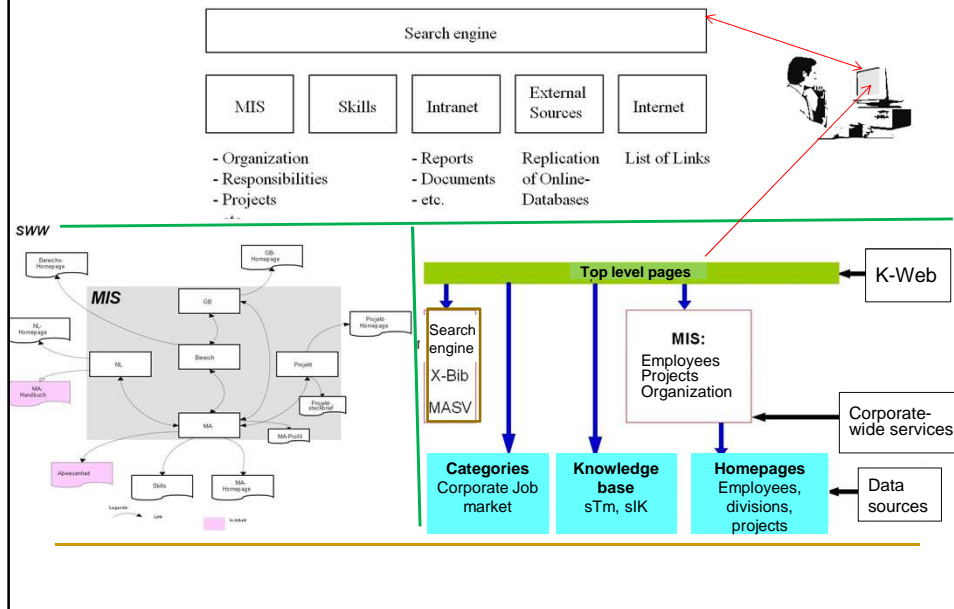 Search engine
MIS
Skills
Intranet
External
Sources
Internet
- Organization
- Responsibilities
- Projects
- Reports
- Documents
- etc.
Replication
of Online-
Databases
List of Links
SWW
MIS
Bereichs-
Homepage
GB-
Homepage
GB
Projekt-
Homepage
NL-
Homepage
NL
Bereich
Projekt
MA-
Handbuch
Projekt-
steckbrief
MA
MA-Profil
Abwesenheit
Skills
MA-
Homepage
Legende:
Link
Top level pages
K-Web
Search
engine
X-Bib
MASV
MIS:
Employees
Projects
Organization
Corporate-
wide services
Categories
Corporate Job
market
Knowledge
base
sTm, sIK
Homepages
Employees,
divisions,
projects
Data
sources